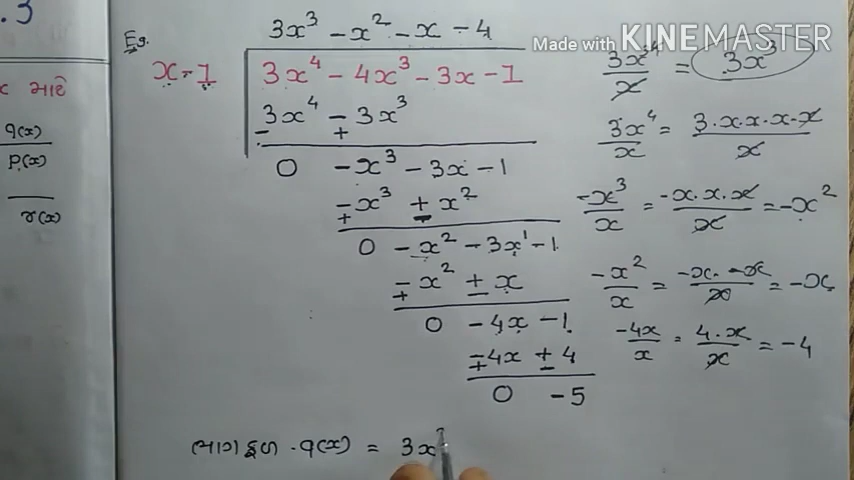 .3
માટે
q(x)
p(x)
r(x)
Made with KINEMASTER
Eg.
3x³ - x² - x - 4
x - 1
3x⁴ - 4x³ - 3x - 1
3x⁴ - 3x³
- +
0 - x³ - 3x - 1
- x³ + x²
+ -
0 - x² - 3x¹ - 1
- x² + x
+ -
0 - 4x - 1
- 4x + 4
+ -
0 - 5
3x⁴/x = 3x³
3x⁴/x = 3·x·x·x·x/x
-x³/x = -x·x·x/x = -x²
-x²/x = -x· -x/x = -x
-4x/x = 4·x/x = -4
ભાગફળ · q(x) = 3x